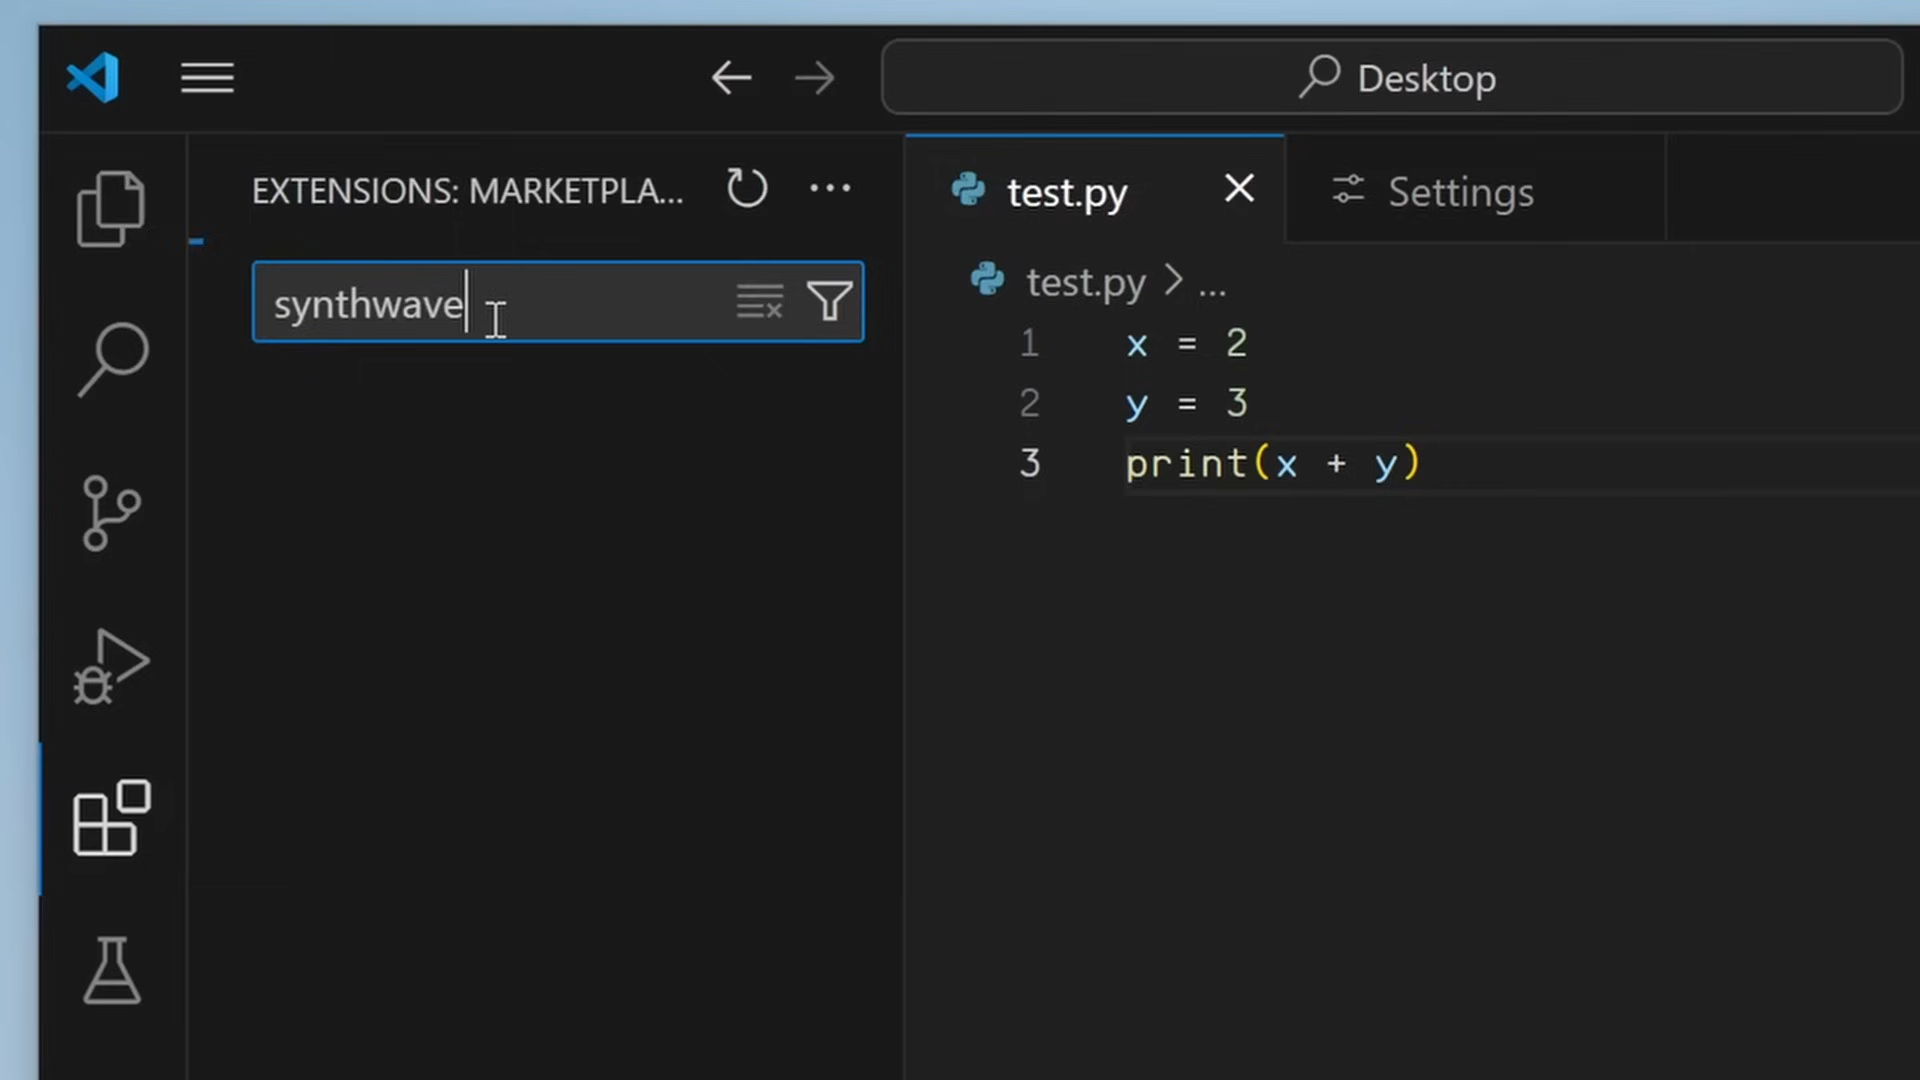 Desktop
EXTENSIONS: MARKETPLA...
test.py
Settings
synthwave
test.py > ...
1 x = 2
2 y = 3
3 print(x + y)